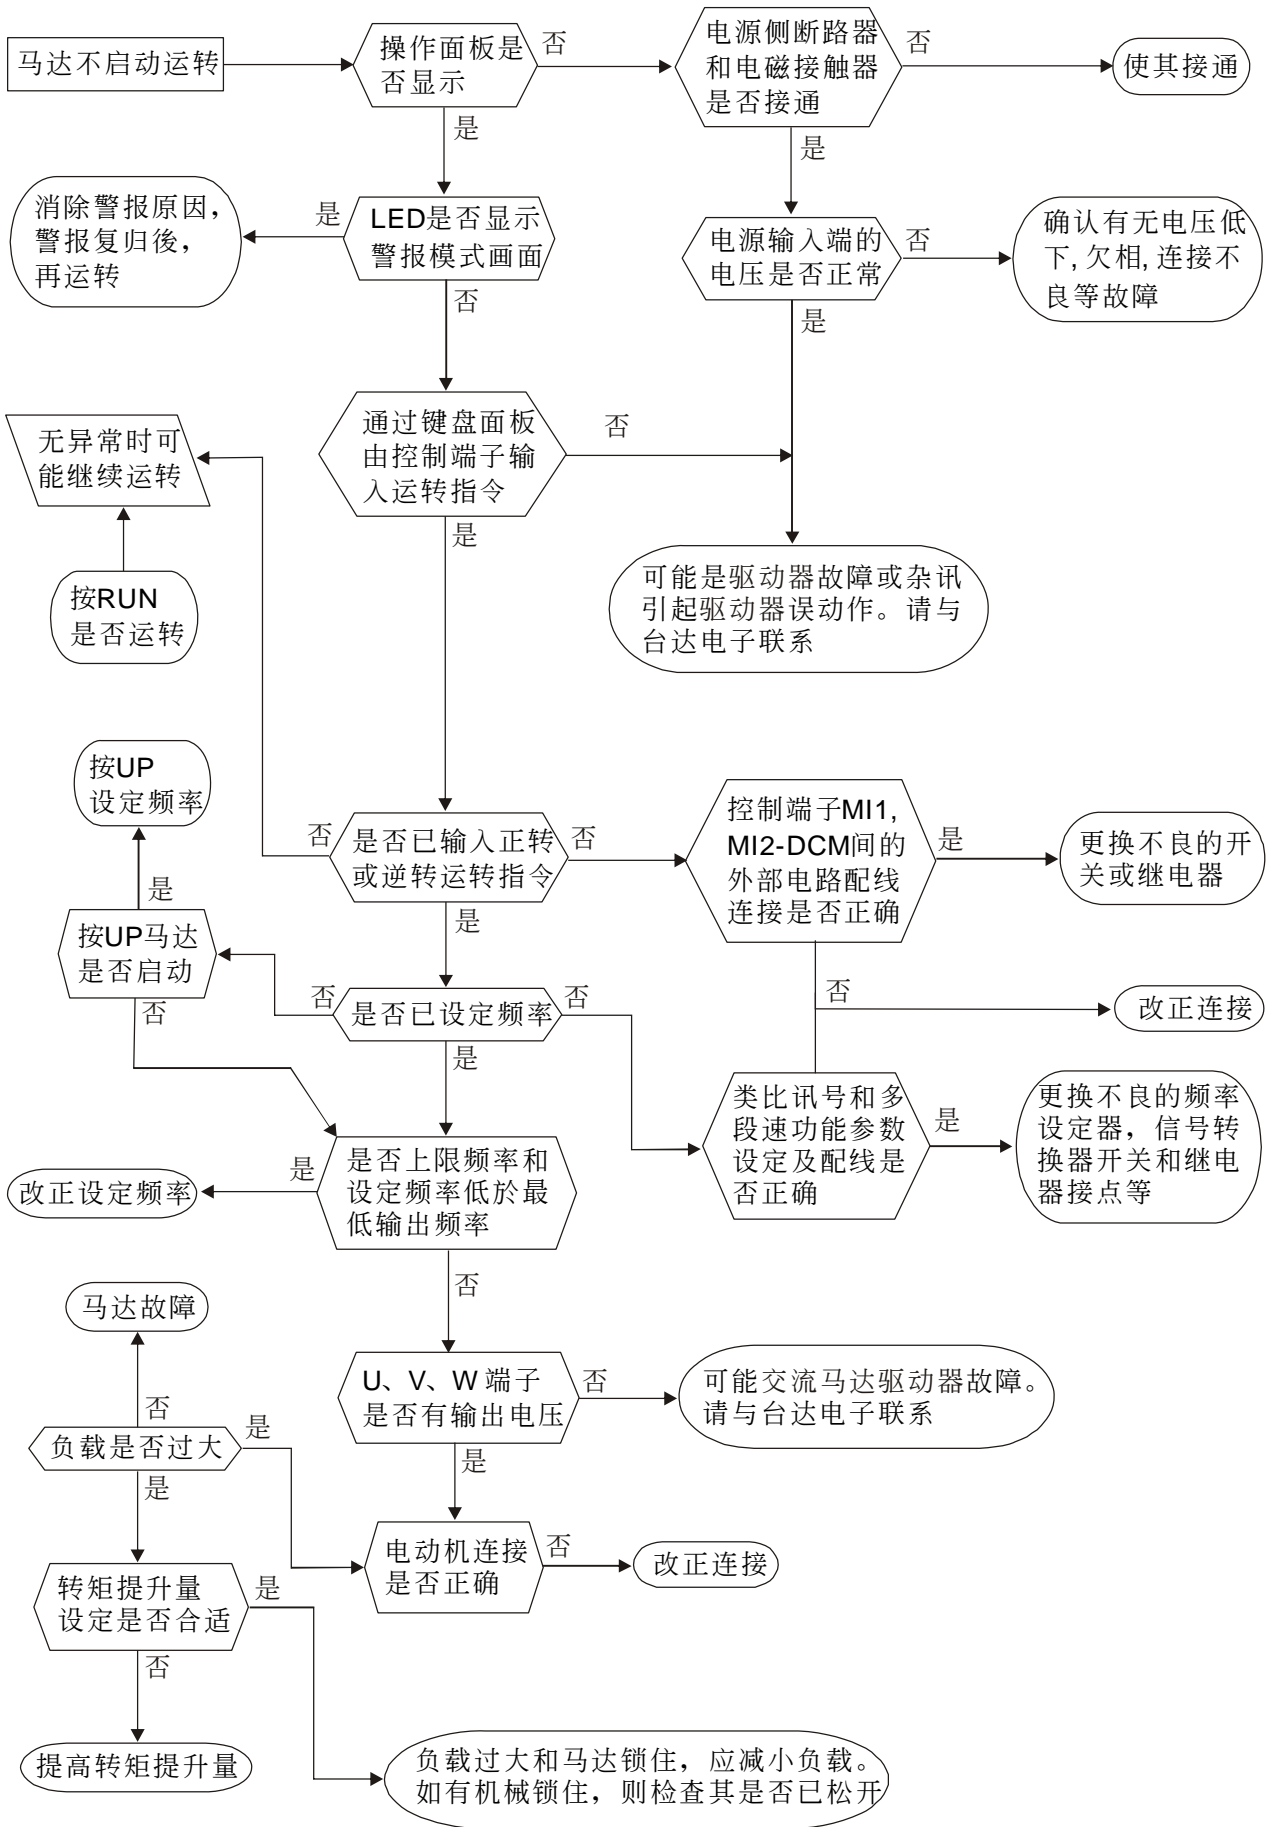 马达不启动运转
操作面板是
否显示
否
电源侧断路器
和电磁接触器
是否接通
否
使其接通
是
是
消除警报原因，
警报复归後，
再运转
是
LED是否显示
警报模式画面
电源输入端的
电压是否正常
否
确认有无电压低
下,欠相,连接不
良等故障
否
是
无异常时可
能继续运转
通过键盘面板
由控制端子输
入运转指令
否
是
按RUN
是否运转
可能是驱动器故障或杂讯
引起驱动器误动作。请与
台达电子联系
按UP
设定频率
否
是否已输入正转
或逆转运转指令
否
控制端子MI1,
MI2-DCM间的
外部电路配线
连接是否正确
是
更换不良的开
关或继电器
是
是
按UP马达
是否启动
否
否
是否已设定频率
否
否
改正连接
是
类比讯号和多
段速功能参数
设定及配线是
否正确
是
更换不良的频率
设定器，信号转
换器开关和继电
器接点等
改正设定频率
是
是否上限频率和
设定频率低於最
低输出频率
否
马达故障
U、V、W 端子
是否有输出电压
否
可能交流马达驱动器故障。
请与台达电子联系
否
负载是否过大
是
是
是
电动机连接
是否正确
否
改正连接
转矩提升量
设定是否合适
是
否
提高转矩提升量
负载过大和马达锁住，应减小负载。
如有机械锁住，则检查其是否已松开